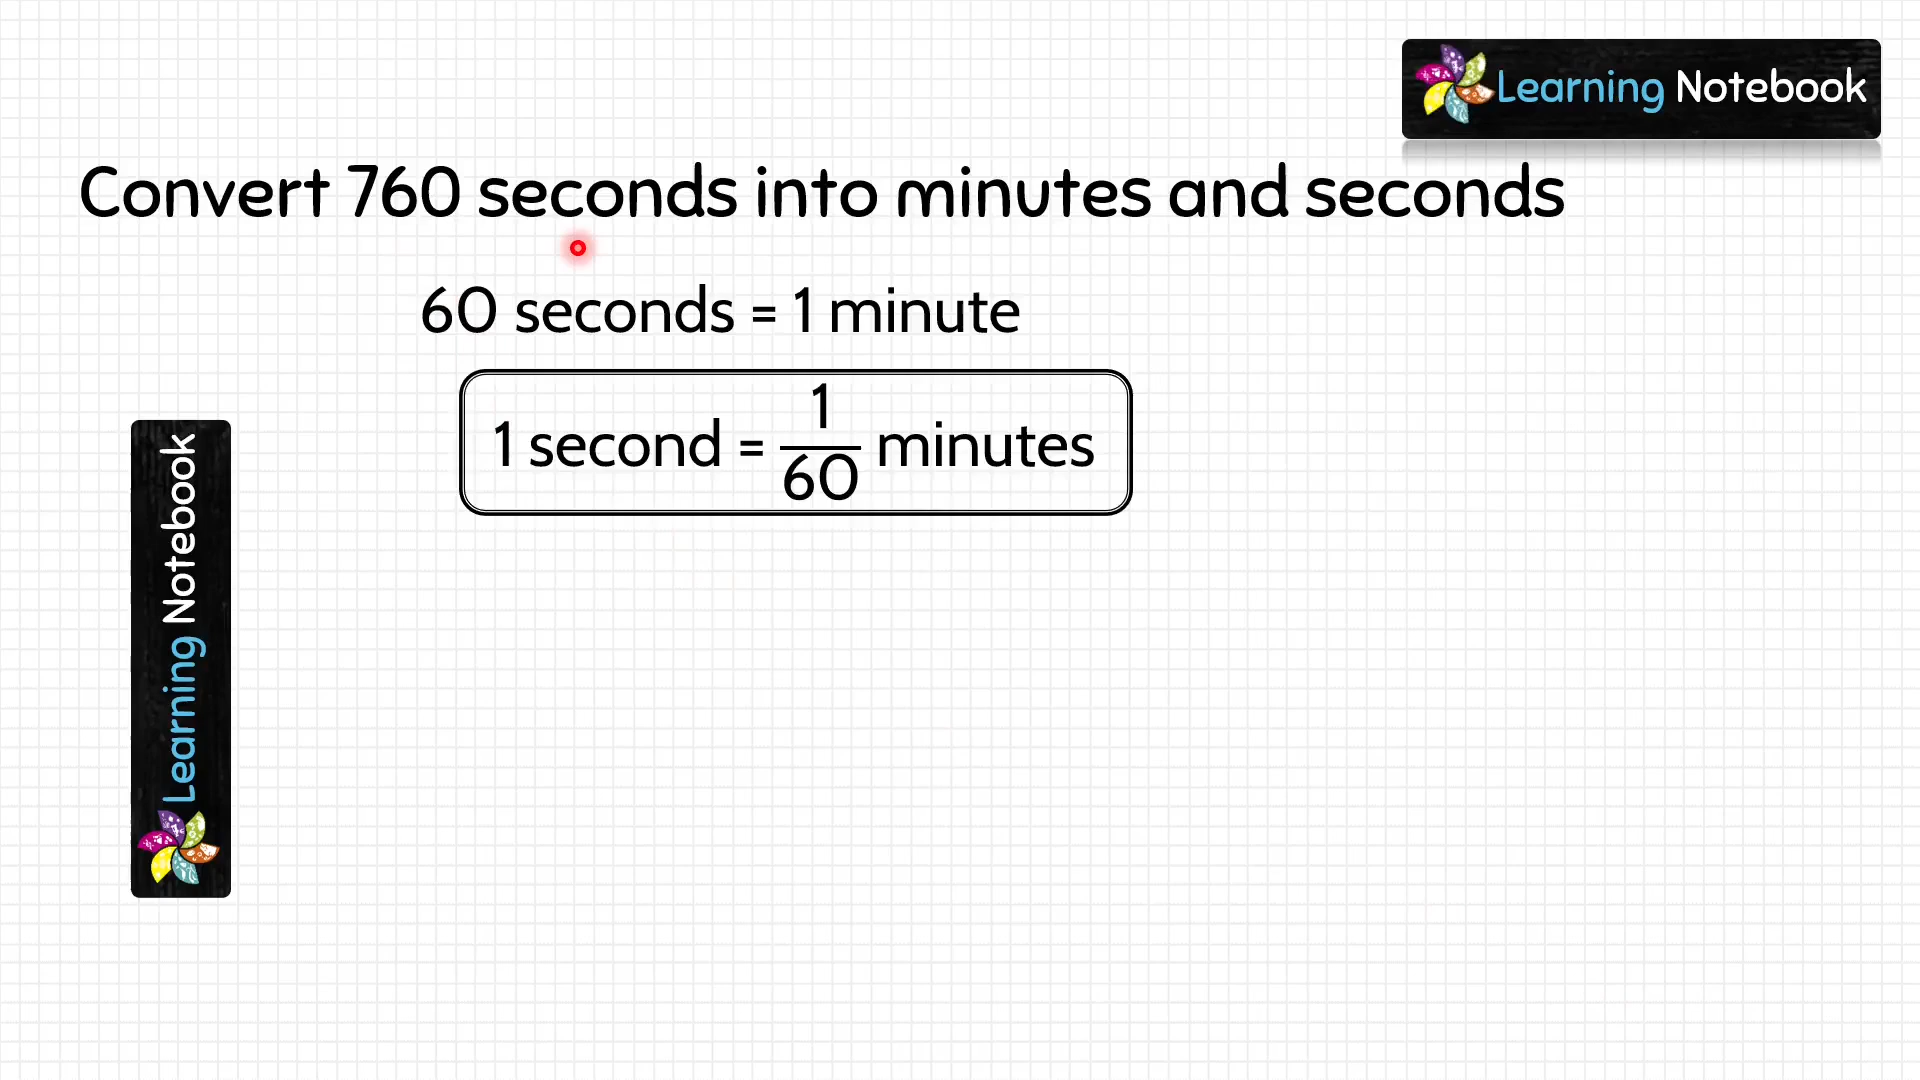 Learning Notebook
Convert 760 seconds into minutes and seconds
60 seconds = 1 minute
1 second = 1/60 minutes
Learning Notebook